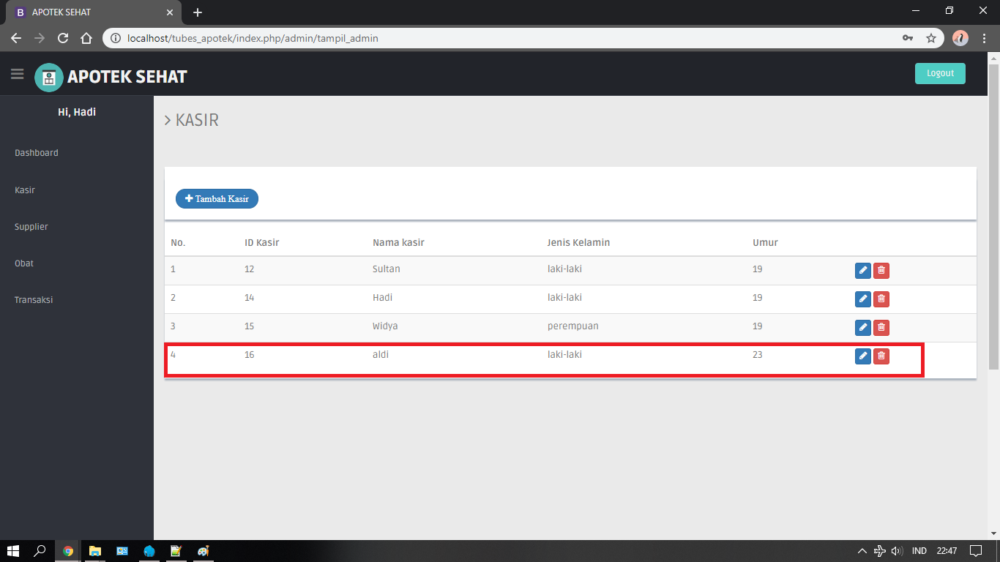 B APOTEK SEHAT
localhost/tubes_apotek/index.php/admin/tampil_admin
APOTEK SEHAT
Logout
Hi, Hadi
> KASIR
Dashboard
Kasir
Supplier
Obat
Transaksi
Tambah Kasir
No. ID Kasir Nama kasir Jenis Kelamin Umur
1 12 Sultan laki-laki 19
2 14 Hadi laki-laki 19
3 15 Widya perempuan 19
4 16 aldi laki-laki 23
IND 22:47